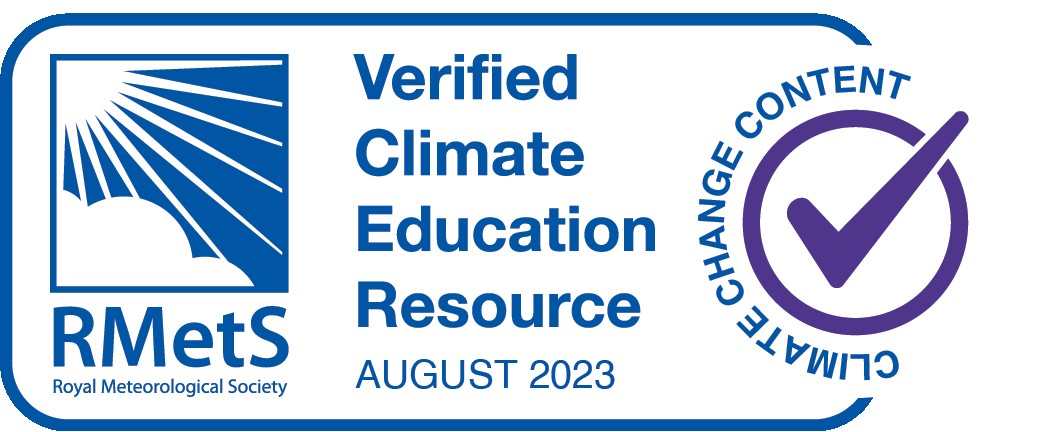 RMetS
Royal Meteorological Society
Verified
Climate
Education
Resource
AUGUST 2023
CLIMATE CHANGE CONTENT